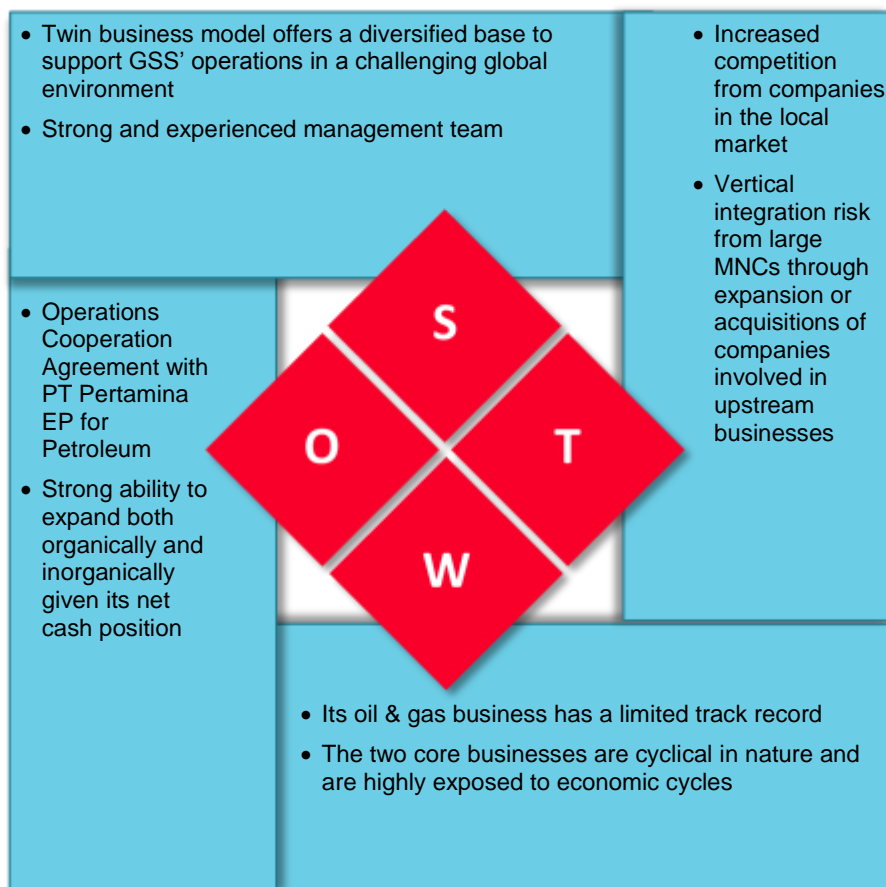 • Twin business model offers a diversified base to
support GSS’ operations in a challenging global
environment
• Strong and experienced management team
• Increased
competition
from companies
in the local
market
• Vertical
integration risk
from large
MNCs through
expansion or
acquisitions of
companies
involved in
upstream
businesses
• Operations
Cooperation
Agreement with
PT Pertamina
EP for
Petroleum
• Strong ability to
expand both
organically and
inorganically
given its net
cash position
S
O
T
W
• Its oil & gas business has a limited track record
• The two core businesses are cyclical in nature and
are highly exposed to economic cycles